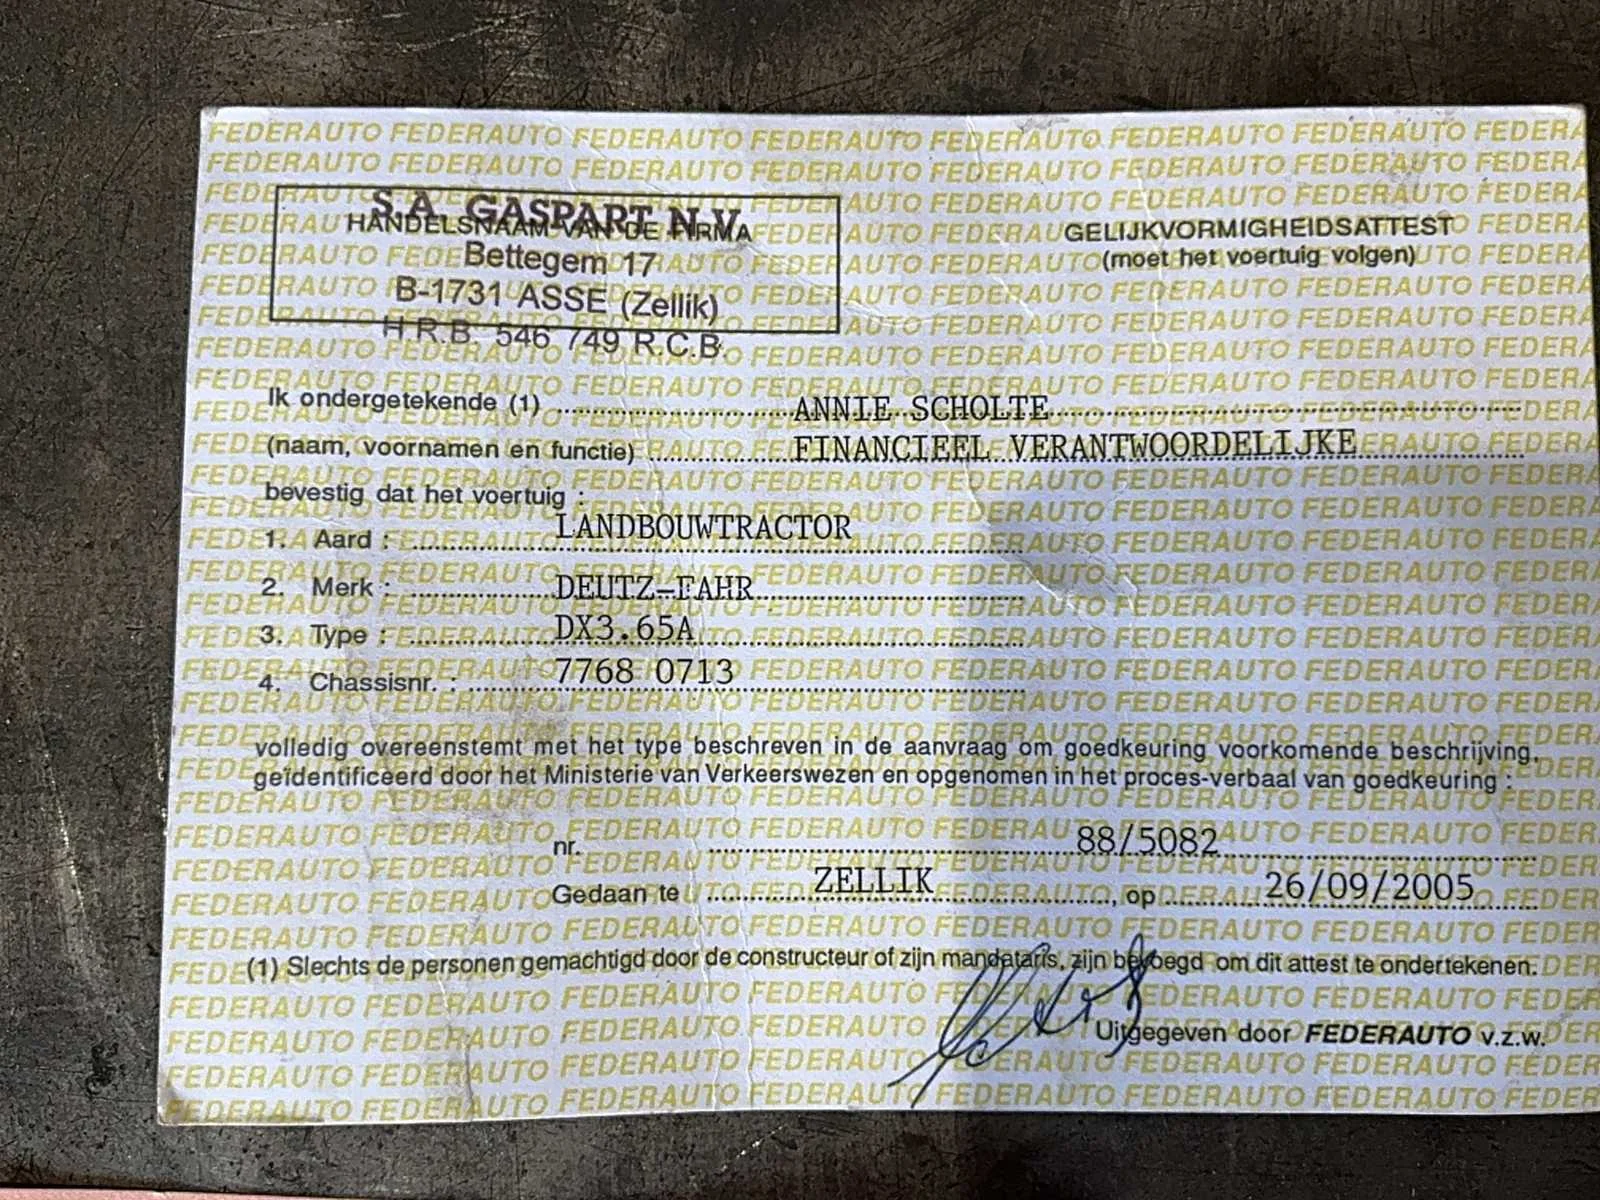 S.A. GASPART N.V.
HANDELSNAAM VAN DE FIRMA
Bettegem 17
B-1731 ASSE (Zellik)
H.R.B. 546 749 R.C.B.
GELIJKVORMIGHEIDSATTEST
(moet het voertuig volgen)
Ik ondergetekende (1) ANNIE SCHOLTE
(naam, voornamen en functie) FINANCIEEL VERANTWOORDELIJKE
bevestig dat het voertuig :
1. Aard : LANDBOUWTRACTOR
2. Merk : DEUTZ-FAHR
3. Type : DX3.65A
4. Chassisnr. : 7768 0713
volledig overeenstemt met het type beschreven in de aanvraag om goedkeuring voorkomende beschrijving,
geïdentificeerd door het Ministerie van Verkeerswezen en opgenomen in het proces-verbaal van goedkeuring :
nr. 88/5082
Gedaan te ZELLIK, op 26/09/2005
(1) Slechts de personen gemachtigd door de constructeur of zijn mandataris, zijn bevoegd om dit attest te ondertekenen.
Uitgegeven door FEDERAUTO v.z.w.